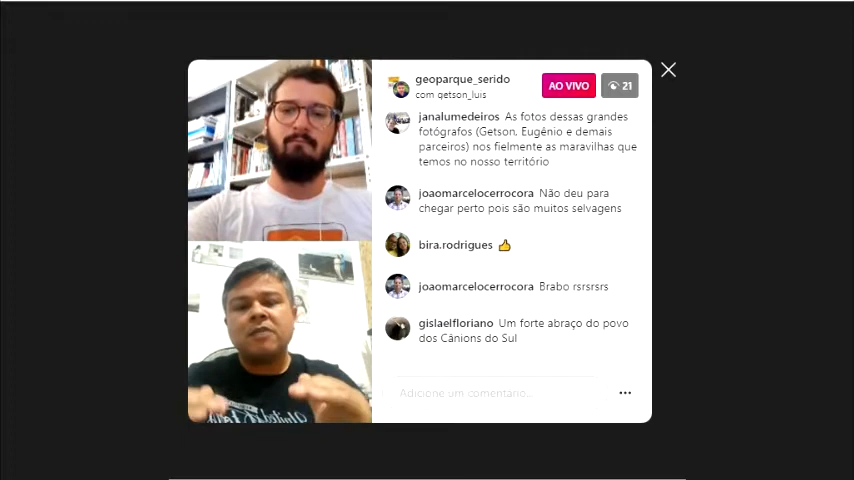 geoparque_serido
com getson_luis
AO VIVO
21
janalumedeiros As fotos dessas grandes
fotógrafos (Getson, Eugênio e demais
parceiros) nos fielmente as maravilhas que
temos no nosso território
joaomarcelocerrocora Não deu para
chegar perto pois são muitos selvagens
bira.rodrigues 👍
joaomarcelocerrocora Brabo rsrsrsrs
gislaelfloriano Um forte abraço do povo
dos Cânions do Sul
Adicione um comentário...